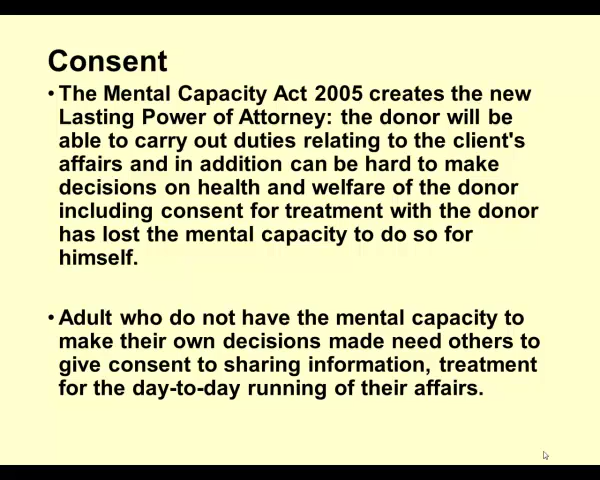 Consent
• The Mental Capacity Act 2005 creates the new
Lasting Power of Attorney: the donor will be
able to carry out duties relating to the client's
affairs and in addition can be hard to make
decisions on health and welfare of the donor
including consent for treatment with the donor
has lost the mental capacity to do so for
himself.
• Adult who do not have the mental capacity to
make their own decisions made need others to
give consent to sharing information, treatment
for the day-to-day running of their affairs.